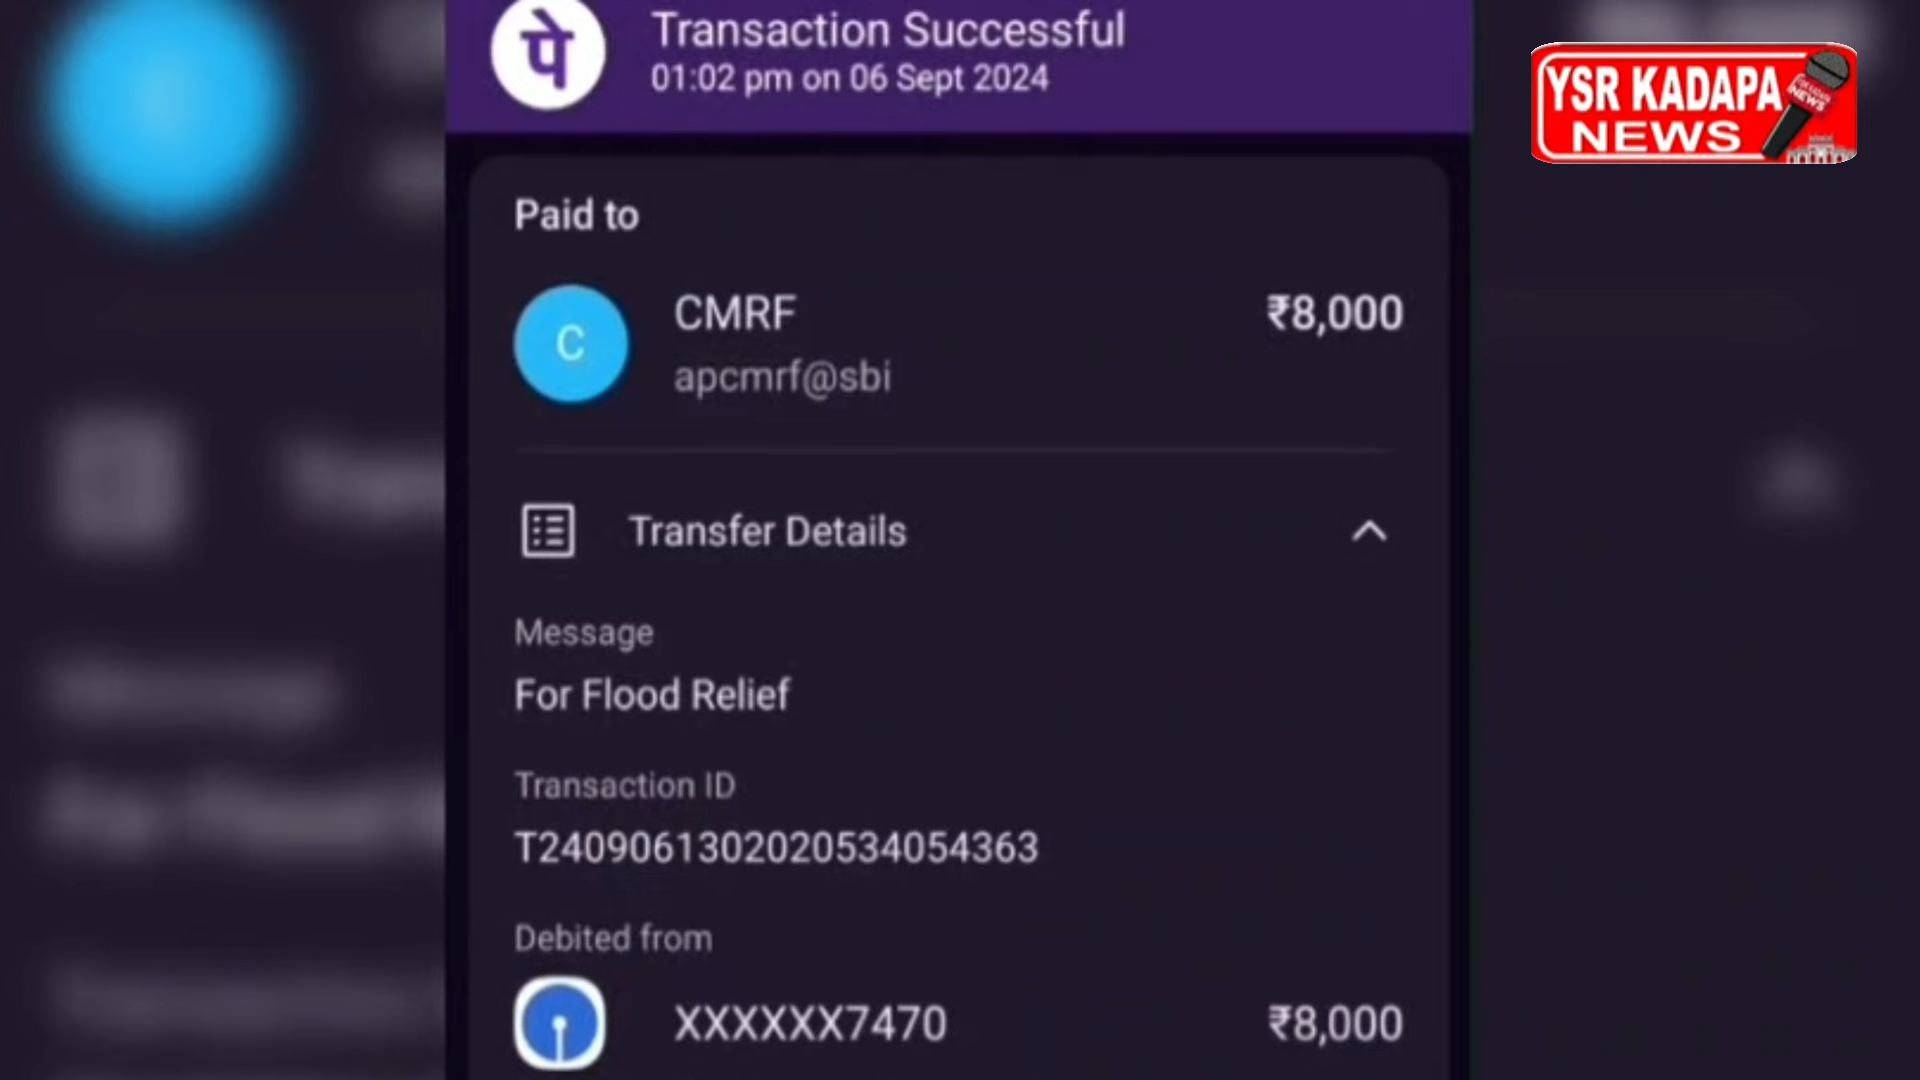 पे
Transaction Successful
01:02 pm on 06 Sept 2024
YSR KADAPA
NEWS
NEWS
Paid to
C
CMRF
₹8,000
apcmrf@sbi
Transfer Details
Message
For Flood Relief
Transaction ID
T2409061302020534054363
Debited from
XXXXXX7470
₹8,000